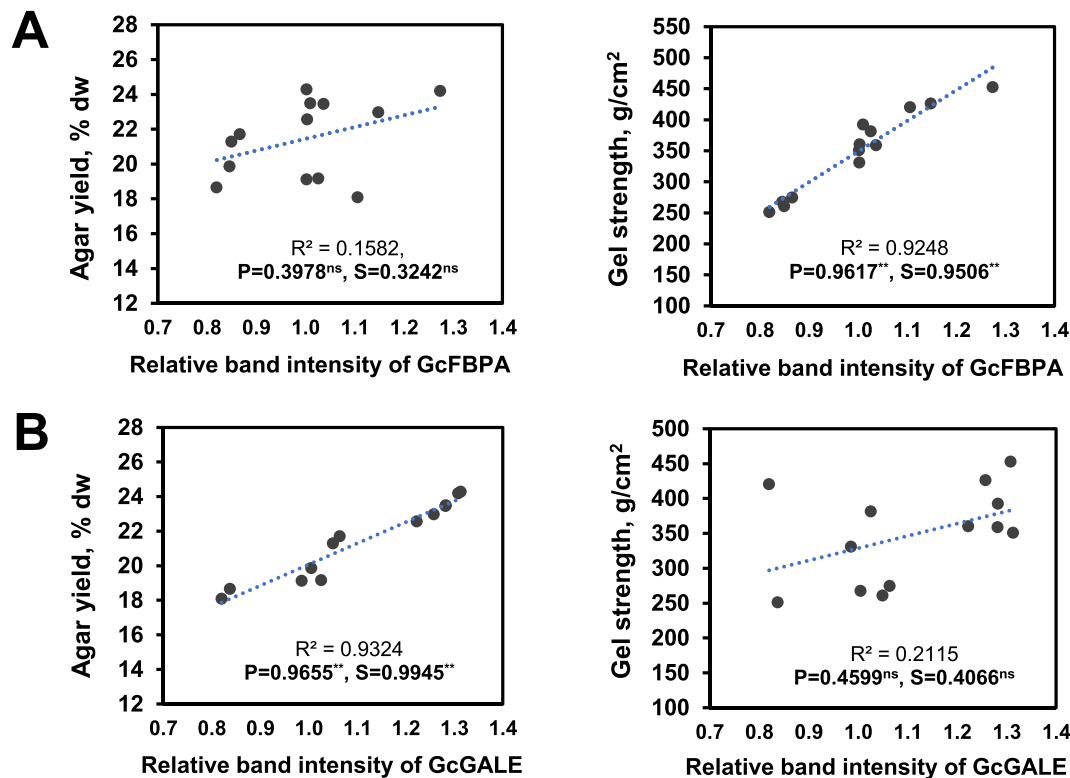 A
Agar yield, % dw
28
26
24
22
20
18
16
14
12
R² = 0.1582,
P=0.3978ns, S=0.3242ns
0.7 0.8 0.9 1.0 1.1 1.2 1.3 1.4
Relative band intensity of GcFBPA
Gel strength, g/cm²
550
500
450
400
350
300
250
200
150
100
R² = 0.9248
P=0.9617**, S=0.9506**
0.7 0.8 0.9 1.0 1.1 1.2 1.3 1.4
Relative band intensity of GcFBPA
B
Agar yield, % dw
28
26
24
22
20
18
16
14
12
R² = 0.9324
P=0.9655**, S=0.9945**
0.7 0.8 0.9 1.0 1.1 1.2 1.3 1.4
Relative band intensity of GcGALE
Gel strength, g/cm²
500
450
400
350
300
250
200
150
100
R² = 0.2115
P=0.4599ns, S=0.4066ns
0.7 0.8 0.9 1.0 1.1 1.2 1.3 1.4
Relative band intensity of GcGALE